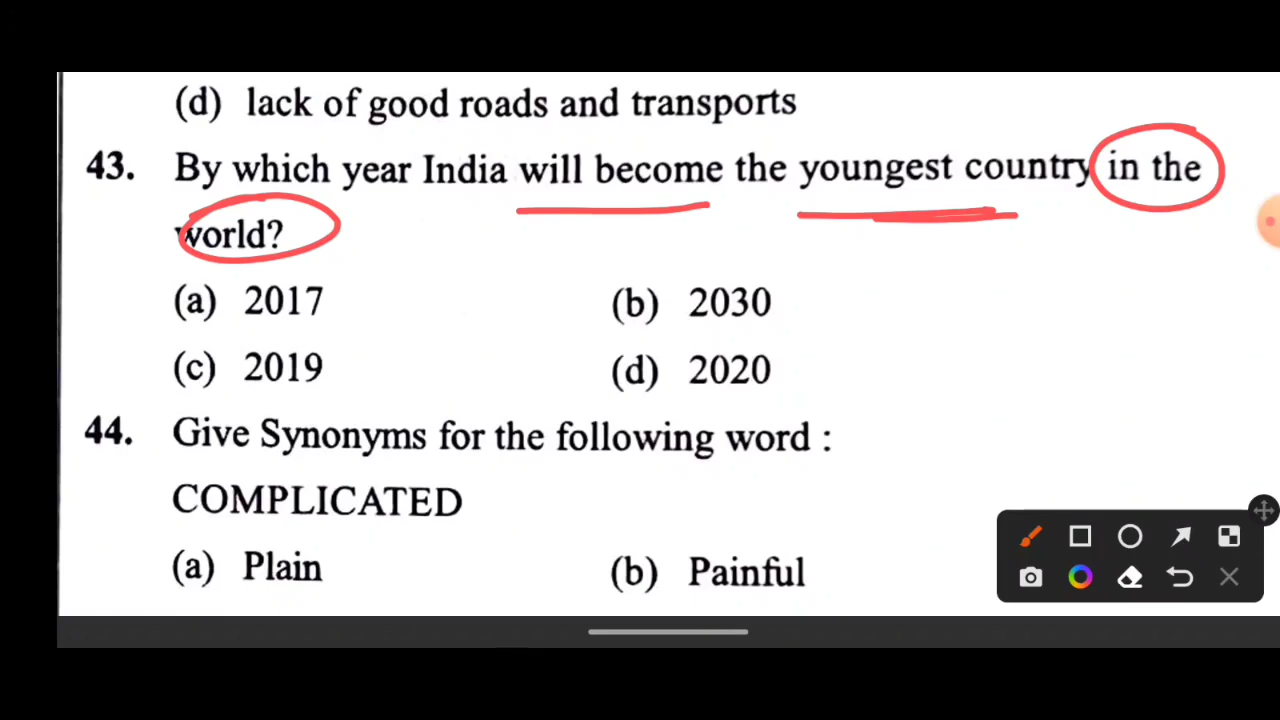 (d) lack of good roads and transports
43. By which year India will become the youngest country in the
world?
(a) 2017 (b) 2030
(c) 2019 (d) 2020
44. Give Synonyms for the following word :
COMPLICATED
(a) Plain (b) Painful